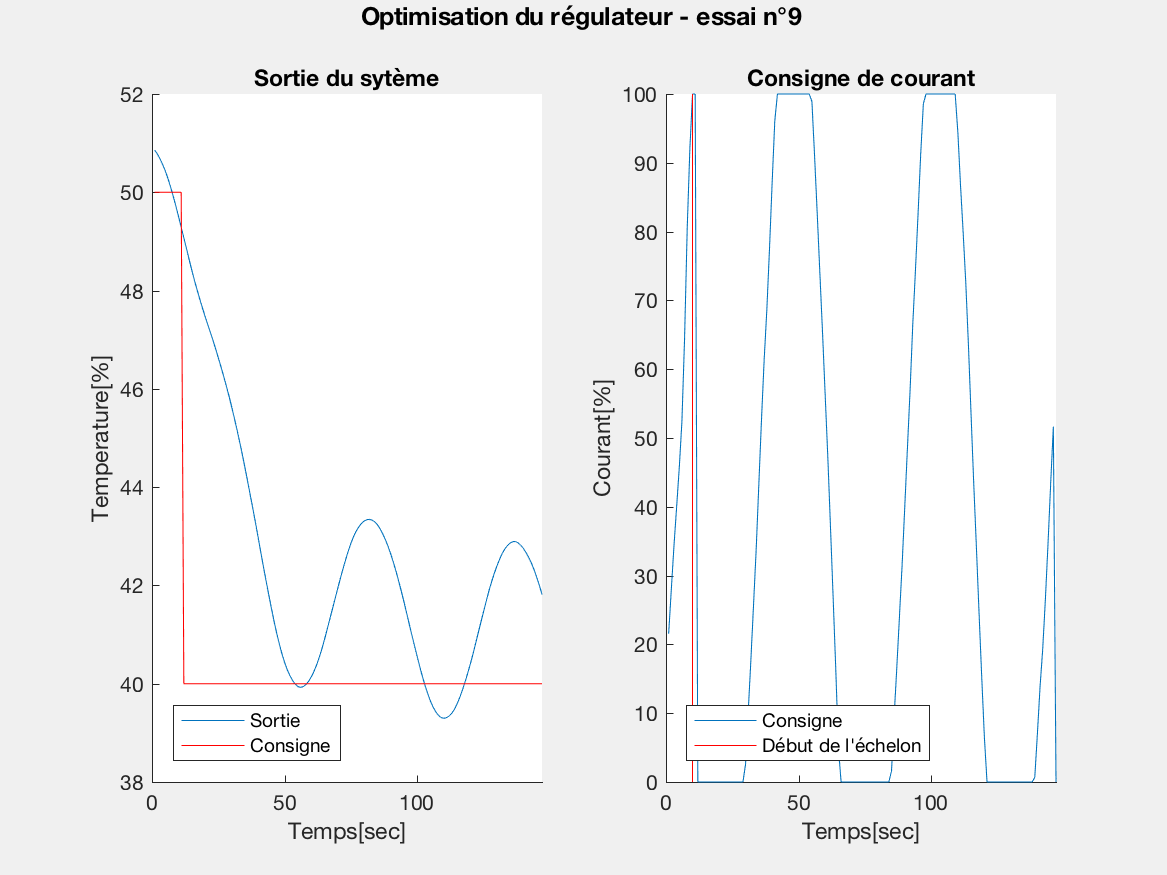 Optimisation du régulateur - essai n°9
Sortie du sytème
52
50
48
46
44
42
40
38
0
50
100
Temperature[%]
Temps[sec]
Sortie
Consigne
Consigne de courant
100
90
80
70
60
50
40
30
20
10
0
0
50
100
Courant[%]
Temps[sec]
Consigne
Début de l'échelon